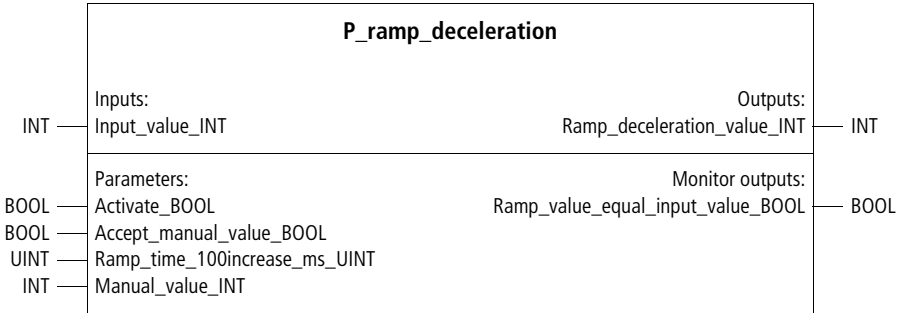 P_ramp_deceleration
Inputs: Outputs:
INT Input_value_INT Ramp_deceleration_value_INT INT
Parameters: Monitor outputs:
BOOL Activate_BOOL Ramp_value_equal_input_value_BOOL BOOL
BOOL Accept_manual_value_BOOL
UINT Ramp_time_100increase_ms_UINT
INT Manual_value_INT